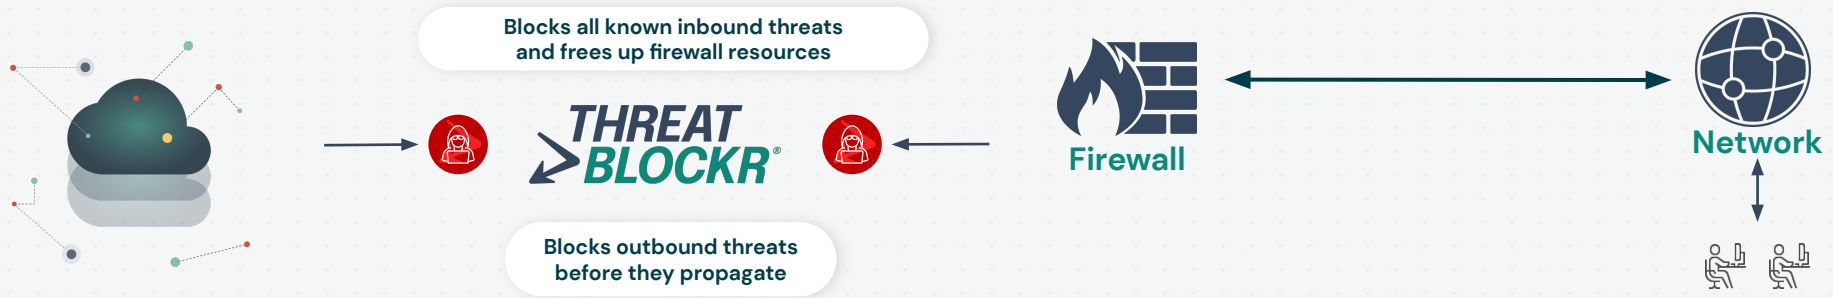 Blocks all known inbound threats
and frees up firewall resources
THREAT
BLOCKR®
Blocks outbound threats
before they propagate
Firewall
Network